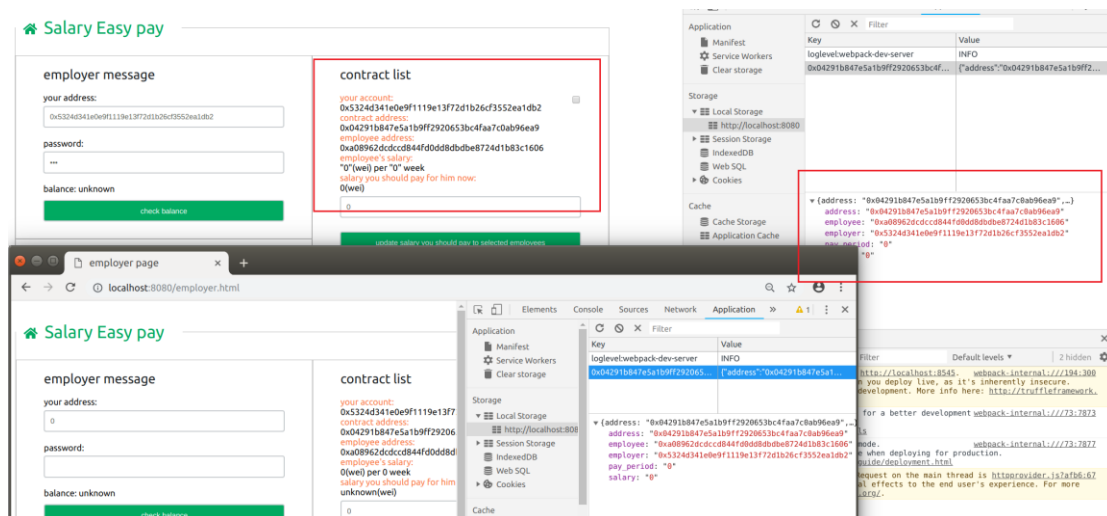 Salary Easy pay
employer message
your address:
0x5324d341e0e9f1119e13f72d1b26cf3552ea1db2
password:
•••
balance: unknown
check balance
contract list
your account:
0x5324d341e0e9f1119e13f72d1b26cf3552ea1db2
contract address:
0x04291b847e5a1b9ff2920653bc4faa7c0ab96ea9
employee address:
0xa08962dcdccd844fd0dd8dbdbe8724d1b83c1606
employee's salary:
"0"(wei) per "0" week
salary you should pay for him now:
0(wei)
0
update salary you should pay to selected employees
Application
Manifest
Service Workers
Clear storage
Storage
Local Storage
http://localhost:8080
Session Storage
IndexedDB
Web SQL
Cookies
Cache
Cache Storage
Application Cache
Filter
Key Value
loglevel:webpack-dev-server INFO
0x04291b847e5a1b9ff2920653bc4f... {"address":"0x04291b847e5a1b9ff2...
{address: "0x04291b847e5a1b9ff2920653bc4faa7c0ab96ea9",…}
address: "0x04291b847e5a1b9ff2920653bc4faa7c0ab96ea9"
employee: "0xa08962dcdccd844fd0dd8dbdbe8724d1b83c1606"
employer: "0x5324d341e0e9f1119e13f72d1b26cf3552ea1db2"
pay_period: "0"
"0"
employer page × +
localhost:8080/employer.html
Salary Easy pay
employer message
your address:
0
password:
balance: unknown
check balance
contract list
your account:
0x5324d341e0e9f1119e13f7
contract address:
0x04291b847e5a1b9ff29206
employee address:
0xa08962dcdccd844fd0dd8
employee's salary:
0(wei) per 0 week
salary you should pay for him
unknown(wei)
0
Elements Console Sources Network Application » 1
Application
Manifest
Service Workers
Clear storage
Storage
Local Storage
http://localhost:808
Session Storage
IndexedDB
Web SQL
Cookies
Cache
Filter
Key Value
loglevel:webpack-dev-server INFO
0x04291b847e5a1b9ff292065... {"address":"0x04291b847e5a1...
{address: "0x04291b847e5a1b9ff2920653bc4faa7c0ab96ea9",…}
address: "0x04291b847e5a1b9ff2920653bc4faa7c0ab96ea9"
employee: "0xa08962dcdccd844fd0dd8dbdbe8724d1b83c1606"
employer: "0x5324d341e0e9f1119e13f72d1b26cf3552ea1db2"
pay_period: "0"
salary: "0"
Filter Default levels ▼ 2 hidden
http://localhost:8545. webpack-internal:///194:300
n you deploy live, as it's inherently insecure.
development. More info here: http://truffleframework.
for a better development webpack-internal:///73:7873
ls
mode. webpack-internal:///73:7877
e when deploying for production.
guide/deployment.html
Request on the main thread is httpprovider.js?afb6:67
al effects to the end user's experience. For more
.org/.